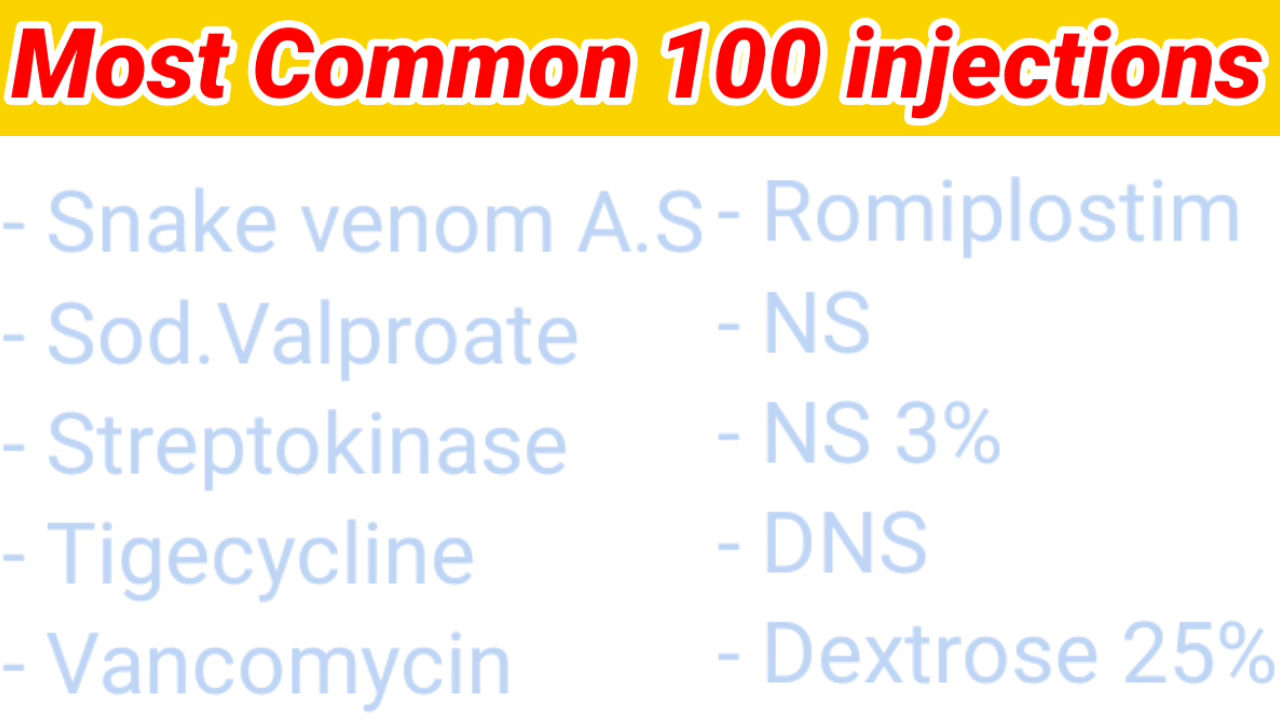 Most Common 100 injections
- Snake venom A.S
- Sod.Valproate
- Streptokinase
- Tigecycline
- Vancomycin
- Romiplostim
- NS
- NS 3%
- DNS
- Dextrose 25%